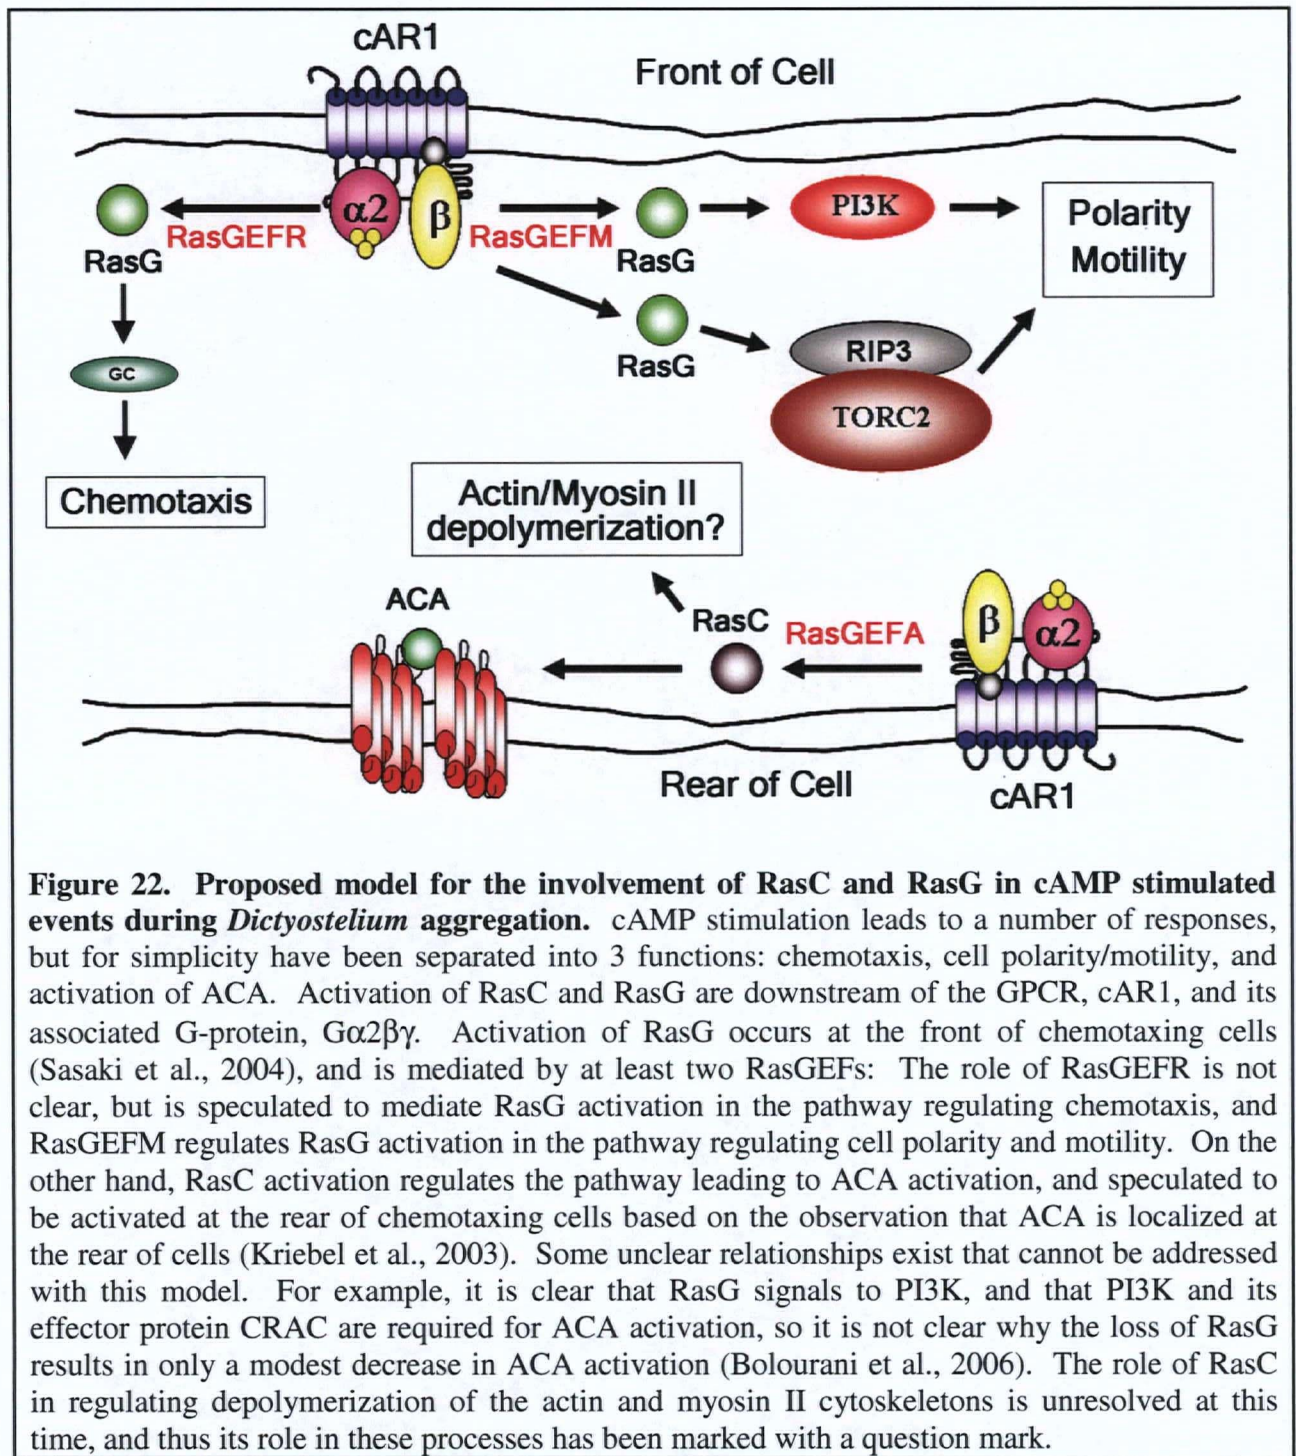 cAR1
Front of Cell
α2
β
RasGEFR
RasG
RasGEFM
RasG
PI3K
Polarity
Motility
RasG
RIP3
TORC2
GC
Chemotaxis
Actin/Myosin II
depolymerization?
ACA
RasC
RasGEFA
β
α2
Rear of Cell
cAR1
Figure 22. Proposed model for the involvement of RasC and RasG in cAMP stimulated
events during Dictyostelium aggregation. cAMP stimulation leads to a number of responses,
but for simplicity have been separated into 3 functions: chemotaxis, cell polarity/motility, and
activation of ACA. Activation of RasC and RasG are downstream of the GPCR, cAR1, and its
associated G-protein, Gα2βγ. Activation of RasG occurs at the front of chemotaxing cells
(Sasaki et al., 2004), and is mediated by at least two RasGEFs: The role of RasGEFR is not
clear, but is speculated to mediate RasG activation in the pathway regulating chemotaxis, and
RasGEFM regulates RasG activation in the pathway regulating cell polarity and motility. On the
other hand, RasC activation regulates the pathway leading to ACA activation, and speculated to
be activated at the rear of chemotaxing cells based on the observation that ACA is localized at
the rear of cells (Kriebel et al., 2003). Some unclear relationships exist that cannot be addressed
with this model. For example, it is clear that RasG signals to PI3K, and that PI3K and its
effector protein CRAC are required for ACA activation, so it is not clear why the loss of RasG
results in only a modest decrease in ACA activation (Bolourani et al., 2006). The role of RasC
in regulating depolymerization of the actin and myosin II cytoskeletons is unresolved at this
time, and thus its role in these processes has been marked with a question mark.